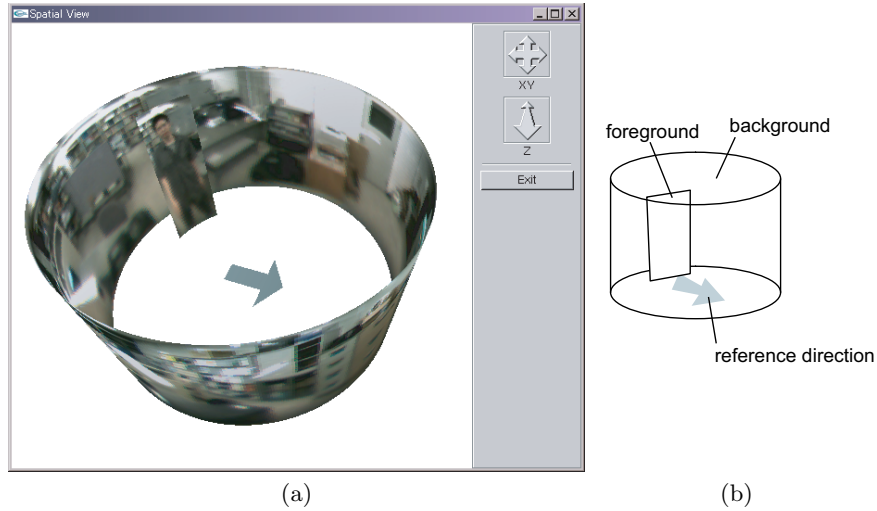 Spatial View
XY
Z
Exit
foreground
background
reference direction
(a)
(b)